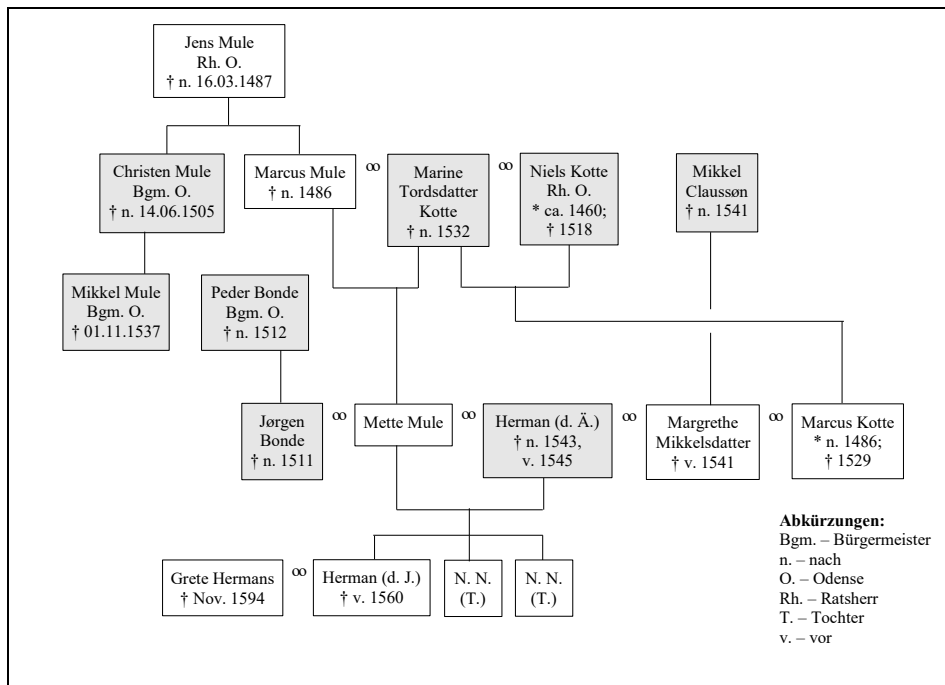 Jens Mule
Rh. O.
† n. 16.03.1487
Christen Mule
Bgm. O.
† n. 14.06.1505
Marcus Mule
† n. 1486
∞
Marine
Tordsdatter
Kotte
† n. 1532
∞
Niels Kotte
Rh. O.
* ca. 1460;
† 1518
Mikkel
Claussøn
† n. 1541
Mikkel Mule
Bgm. O.
† 01.11.1537
Peder Bonde
Bgm. O.
† n. 1512
Jørgen
Bonde
† n. 1511
∞
Mette Mule
∞
Herman (d. Ä.)
† n. 1543,
v. 1545
∞
Margrethe
Mikkelsdatter
† v. 1541
∞
Marcus Kotte
* n. 1486;
† 1529
Grete Hermans
† Nov. 1594
∞
Herman (d. J.)
† v. 1560
N. N.
(T.)
N. N.
(T.)
Abkürzungen:
Bgm. – Bürgermeister
n. – nach
O. – Odense
Rh. – Ratsherr
T. – Tochter
v. – vor